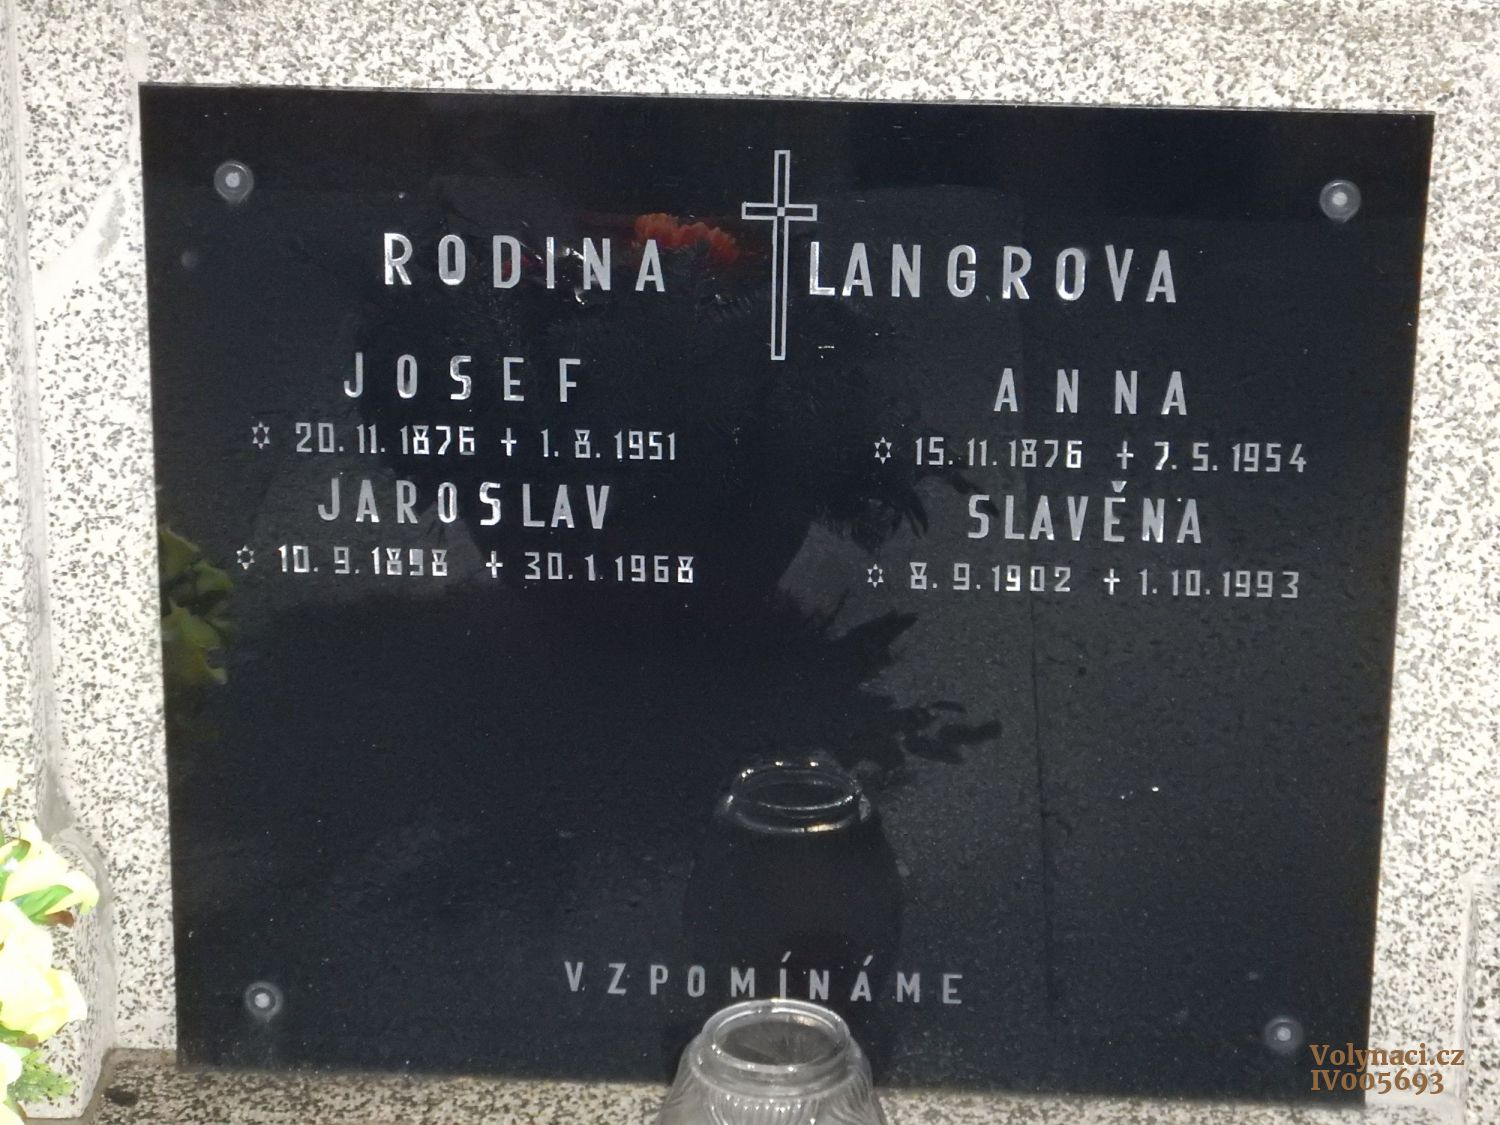 RODINA LANGROVA
JOSEF ANNA
✡ 20.11.1876 ✝ 1.8.1951 ✡ 15.11.1876 ✝ 7.5.1954
JAROSLAV SLAVĚNA
✡ 10.9.1898 ✝ 30.1.1968 ✡ 8.9.1902 ✝ 1.10.1993
VZPOMÍNÁME
Volynaci.cz
IV005693